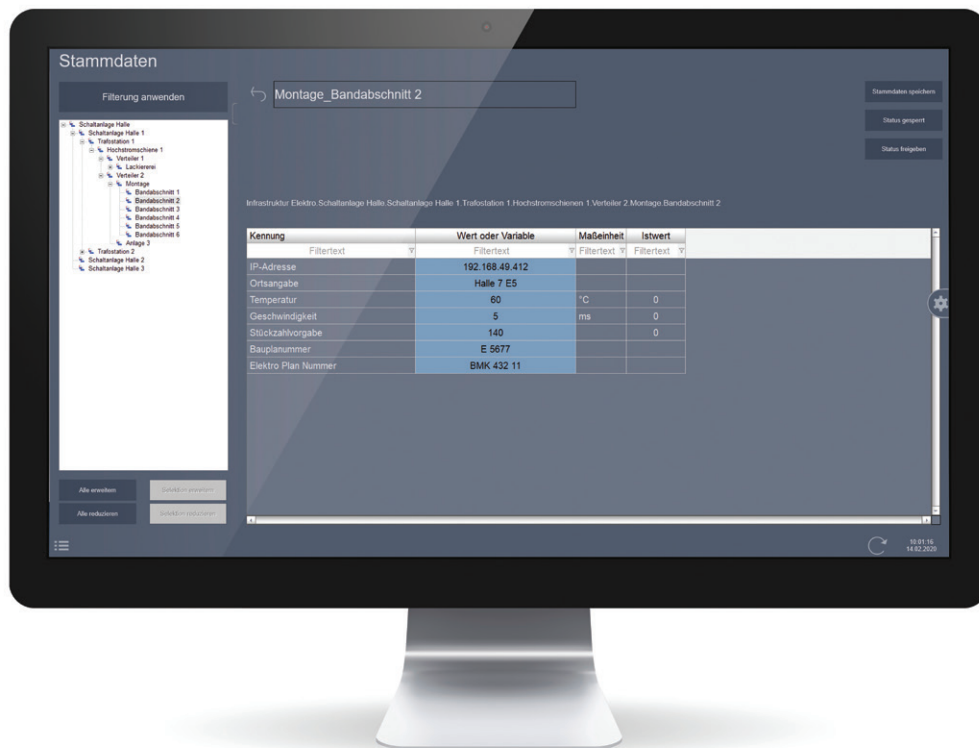 Stammdaten
Filterung anwenden
Montage_Bandabschnitt 2
Stammdaten speichern
Status gesperrt
Status freigeben
Schaltanlage Halle
Schaltanlage Halle 1
Trafostation 1
Hochstromschiene 1
Verteiler 1
Lackiererei
Verteiler 2
Montage
Bandabschnitt 1
Bandabschnitt 2
Bandabschnitt 3
Bandabschnitt 4
Bandabschnitt 5
Bandabschnitt 6
Anlage 3
Trafostation 2
Schaltanlage Halle 2
Schaltanlage Halle 3
Infrastruktur Elektro.Schaltanlage Halle.Schaltanlage Halle 1.Trafostation 1.Hochstromschienen 1.Verteiler 2.Montage.Bandabschnitt 2
Kennung Wert oder Variable Maßeinheit Istwert
Filtertext Filtertext Filtertext Filtertext
IP-Adresse 192.168.49.412
Ortsangabe Halle 7 E5
Temperatur 60 °C 0
Geschwindigkeit 5 ms 0
Stückzahlvorgabe 140 0
Bauplanummer E 5677
Elektro Plan Nummer BMK 432 11
Alle erweitern Selektion erweitern
Alle reduzieren Selektion reduzieren
10:01:16
14.02.2020